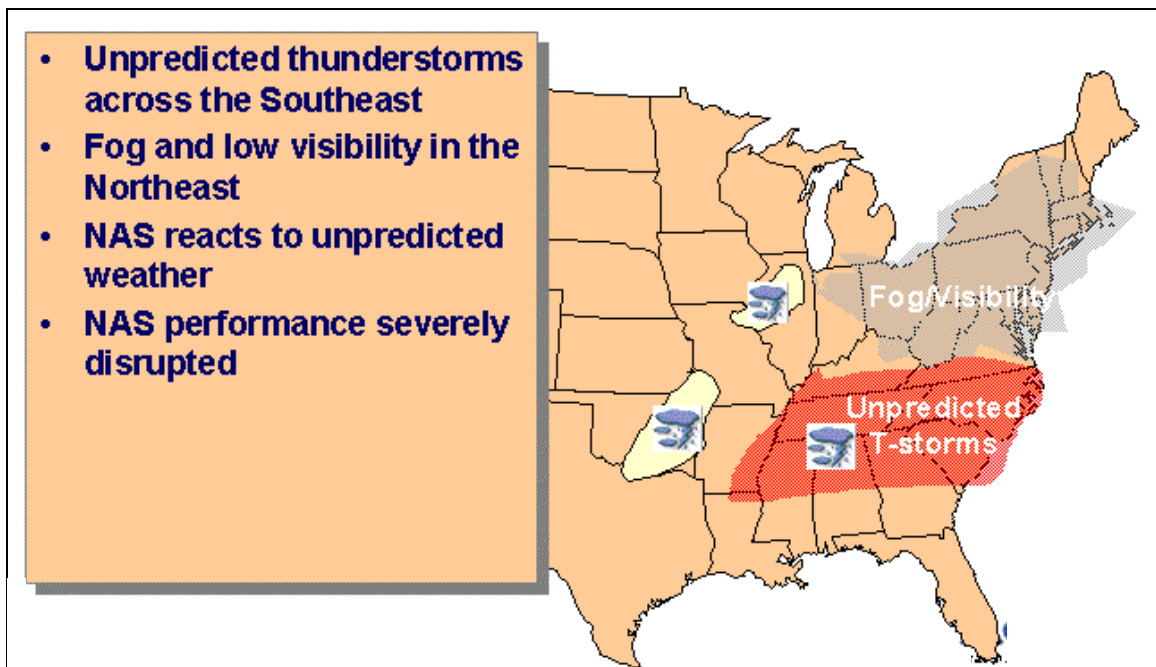 • Unpredicted thunderstorms
across the Southeast
• Fog and low visibility in the
Northeast
• NAS reacts to unpredicted
weather
• NAS performance severely
disrupted
Fog/Visibility
Unpredicted
T-storms